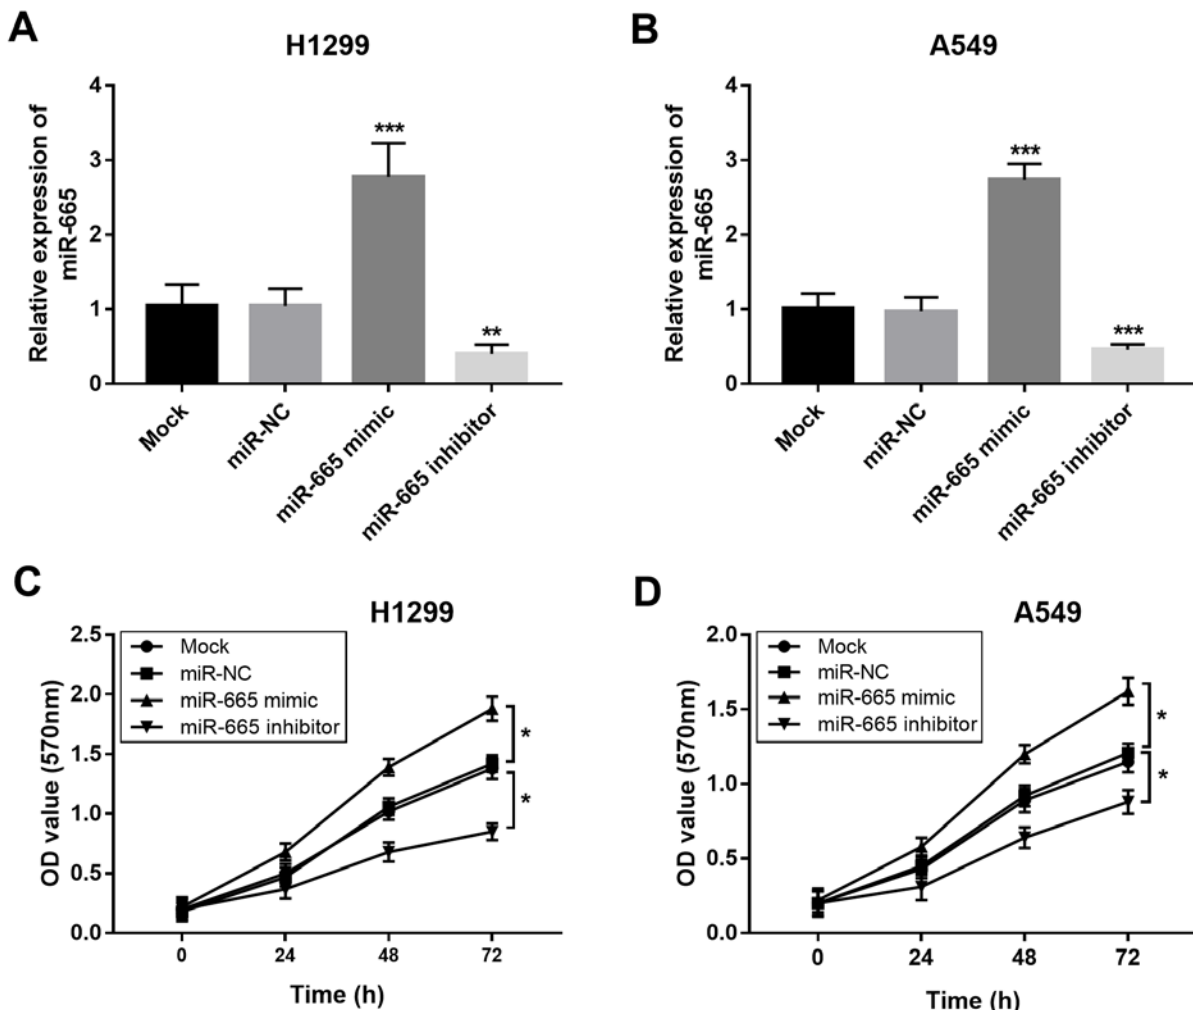 A
H1299
Relative expression of
miR-665
4
3
2
1
0
***
**
Mock
miR-NC
miR-665 mimic
miR-665 inhibitor
B
A549
Relative expression of
miR-665
4
3
2
1
0
***
***
Mock
miR-NC
miR-665 mimic
miR-665 inhibitor
C
H1299
OD value (570nm)
2.5
2.0
1.5
1.0
0.5
0.0
Mock
miR-NC
miR-665 mimic
miR-665 inhibitor
*
*
0 24 48 72
Time (h)
D
A549
OD value (570nm)
2.0
1.5
1.0
0.5
0.0
Mock
miR-NC
miR-665 mimic
miR-665 inhibitor
*
*
0 24 48 72
Time (h)